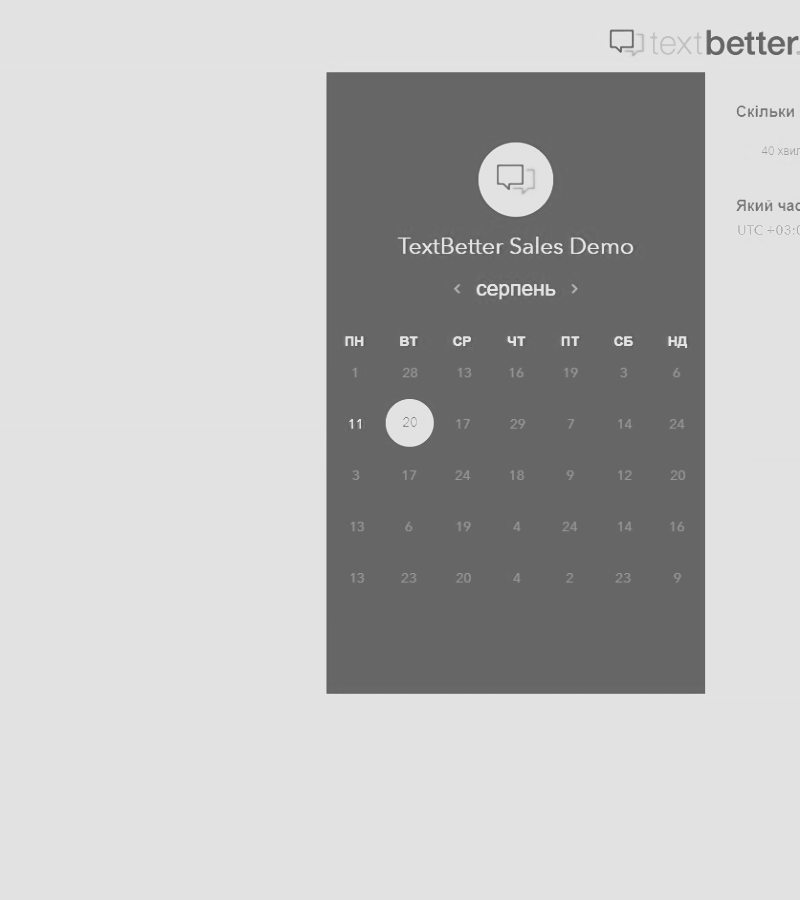 textbetter.
TextBetter Sales Demo
< серпень >
ПН ВТ СР ЧТ ПТ СБ НД
1 28 13 16 19 3 6
11 20 17 29 7 14 24
3 17 24 18 9 12 20
13 6 19 4 24 14 16
13 23 20 4 2 23 9
Скільки
40 хвил
Який час
UTC +03:0